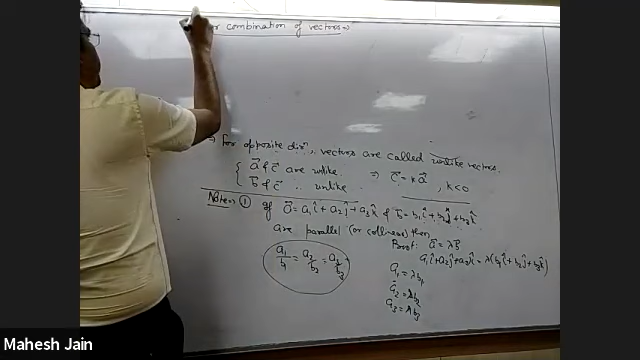 combination of vectors ⇒
⇒ For opposite dirⁿ, vectors are called unlike vectors.
{ a⃗ & c⃗ are unlike ⇒ c⃗ = k a⃗ , k<0
b⃗ & c⃗ ,, unlike
Note ⇒ ① If a⃗ = a₁î + a₂ĵ + a₃k̂ & b⃗ = b₁î + b₂ĵ + b₃k̂
are parallel (or collinear) then
a₁/b₁ = a₂/b₂ = a₃/b₃
Proof: a⃗ = λb⃗
a₁î + a₂ĵ + a₃k̂ = λ(b₁î + b₂ĵ + b₃k̂)
a₁ = λb₁
a₂ = λb₂
a₃ = λb₃
Mahesh Jain